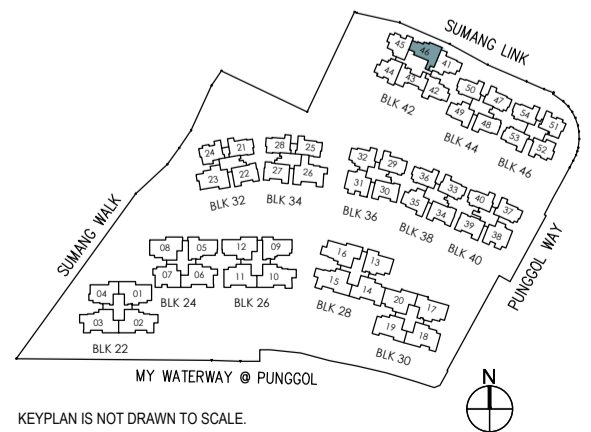 SUMANG LINK
45 46 41
44 43 42
BLK 42
50 47
49 48
BLK 44
54 51
53 52
BLK 46
24 21
23 22
BLK 32
28 25
27 26
BLK 34
32 29
31 30
BLK 36
36 33
35 34
BLK 38
40 37
39 38
BLK 40
SUMANG WALK
PUNGGOL WAY
08 05
07 06
BLK 24
12 09
11 10
BLK 26
16 13
15 14
BLK 28
20 17
19 18
BLK 30
04 01
03 02
BLK 22
MY WATERWAY @ PUNGGOL
N
KEYPLAN IS NOT DRAWN TO SCALE.